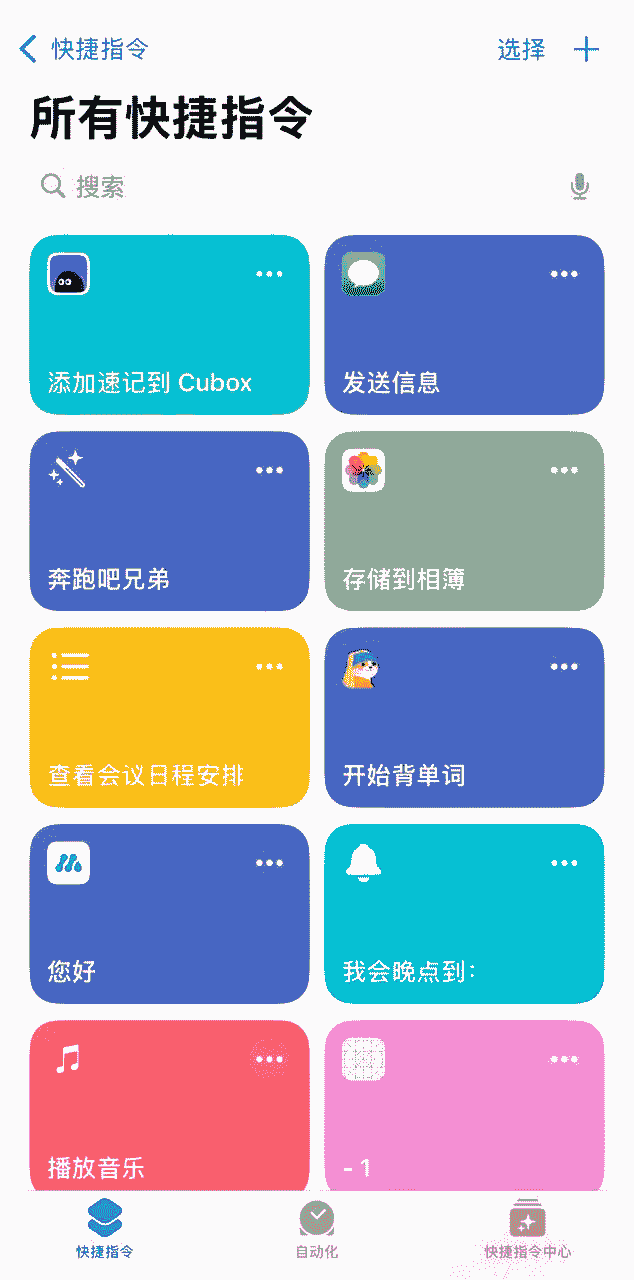 快捷指令
选择
所有快捷指令
搜索
添加速记到 Cubox
发送信息
奔跑吧兄弟
存储到相簿
查看会议日程安排
开始背单词
您好
我会晚点到：
播放音乐
- 1
快捷指令
自动化
快捷指令中心